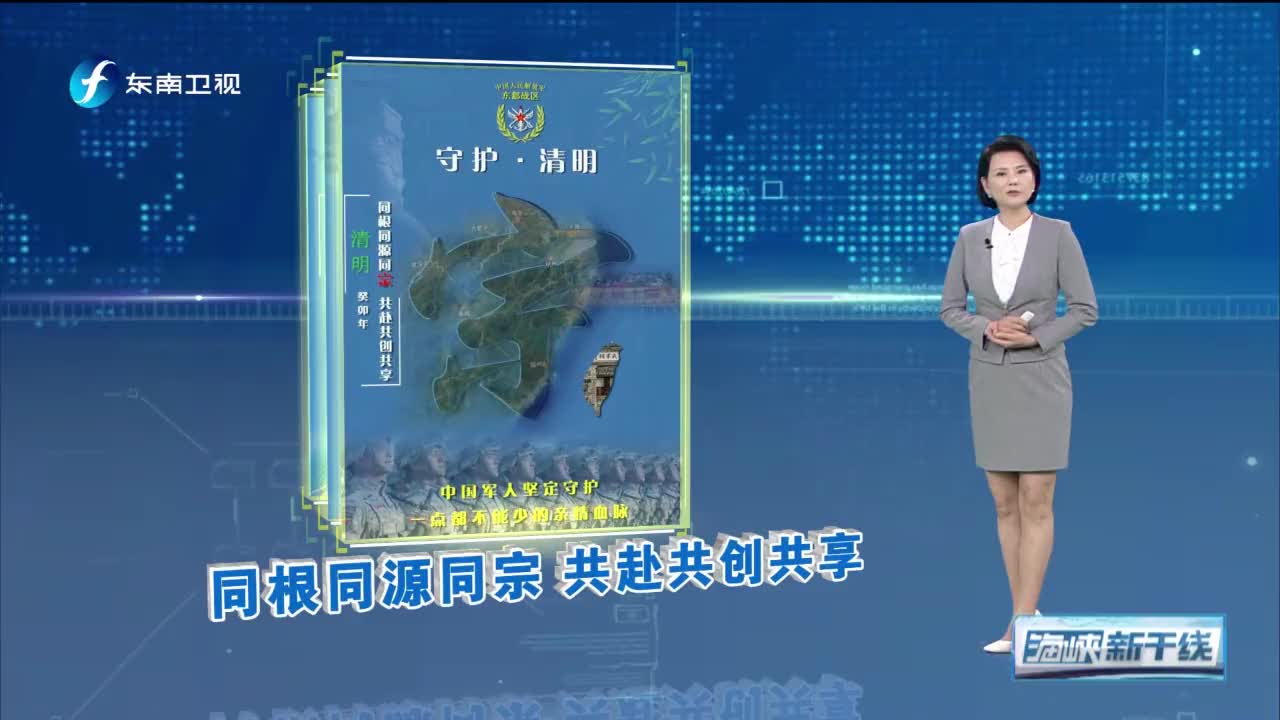 东南卫视
中国人民解放军
东部战区
守护·清明
同根同源同宗 共赴共创共享
清明
癸卯年
中国军人坚定守护
一点都不能少的亲情血脉
同根同源同宗 共赴共创共享
海峡新干线